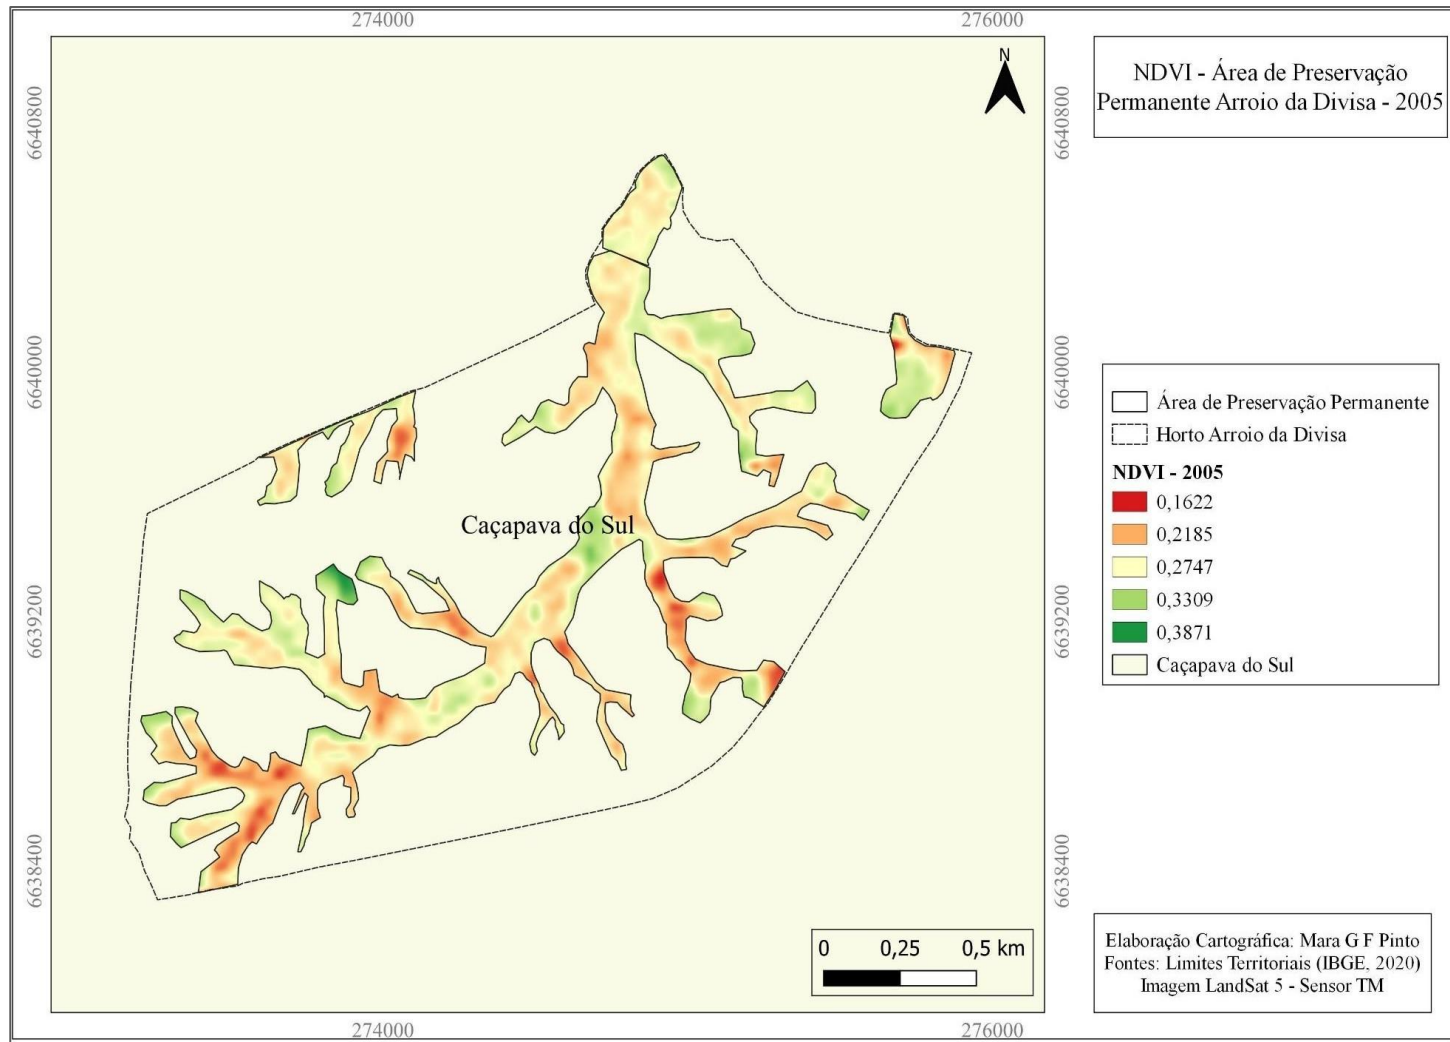 274000
276000
N
NDVI - Área de Preservação
Permanente Arroio da Divisa - 2005
6640800
6640800
6640000
6640000
Área de Preservação Permanente
Horto Arroio da Divisa
NDVI - 2005
0,1622
0,2185
0,2747
0,3309
0,3871
Caçapava do Sul
Caçapava do Sul
6639200
6639200
6638400
6638400
0 0,25 0,5 km
Elaboração Cartográfica: Mara G F Pinto
Fontes: Limites Territoriais (IBGE, 2020)
Imagem LandSat 5 - Sensor TM
274000
276000